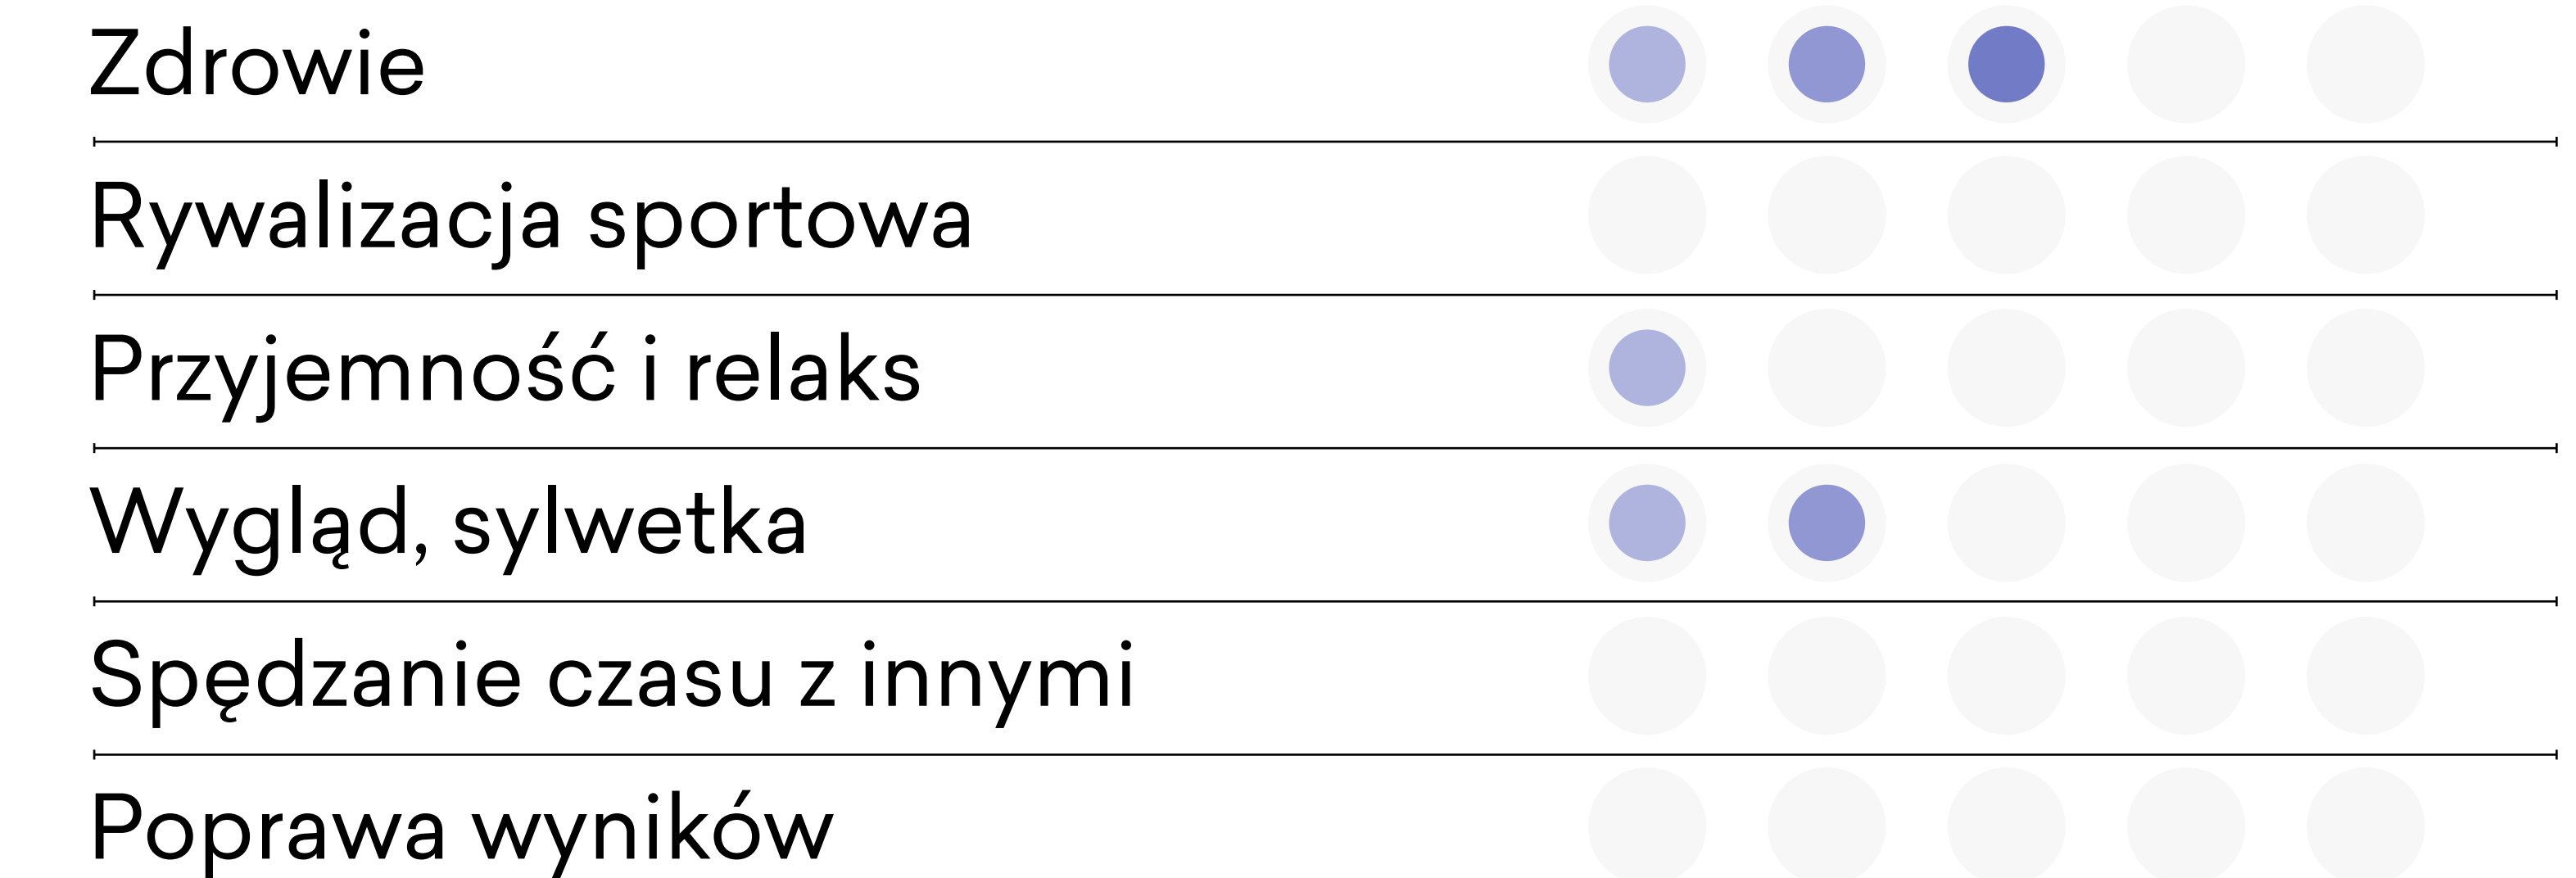 Zdrowie
Rywalizacja sportowa
Przyjemność i relaks
Wygląd, sylwetka
Spędzanie czasu z innymi
Poprawa wyników